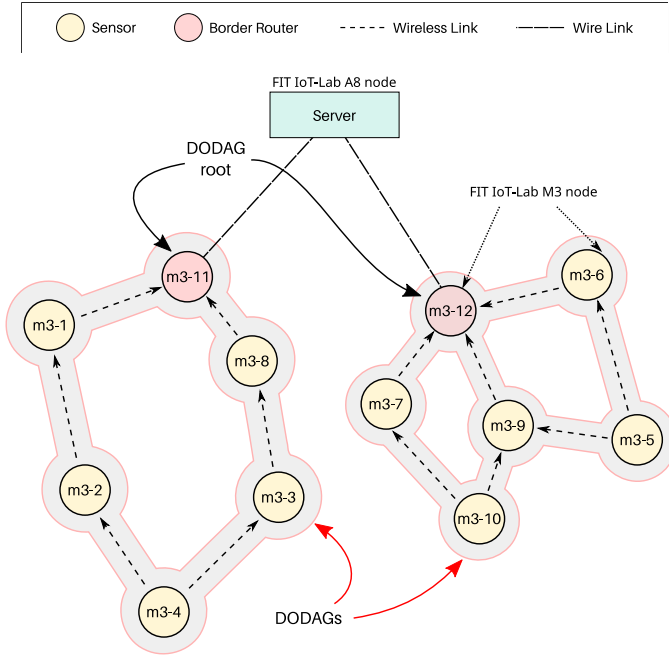 Sensor
Border Router
Wireless Link
Wire Link
FIT IoT-Lab A8 node
Server
DODAG
root
FIT IoT-Lab M3 node
m3-11
m3-6
m3-12
m3-1
m3-8
m3-7
m3-9
m3-5
m3-2
m3-3
m3-10
m3-4
DODAGs